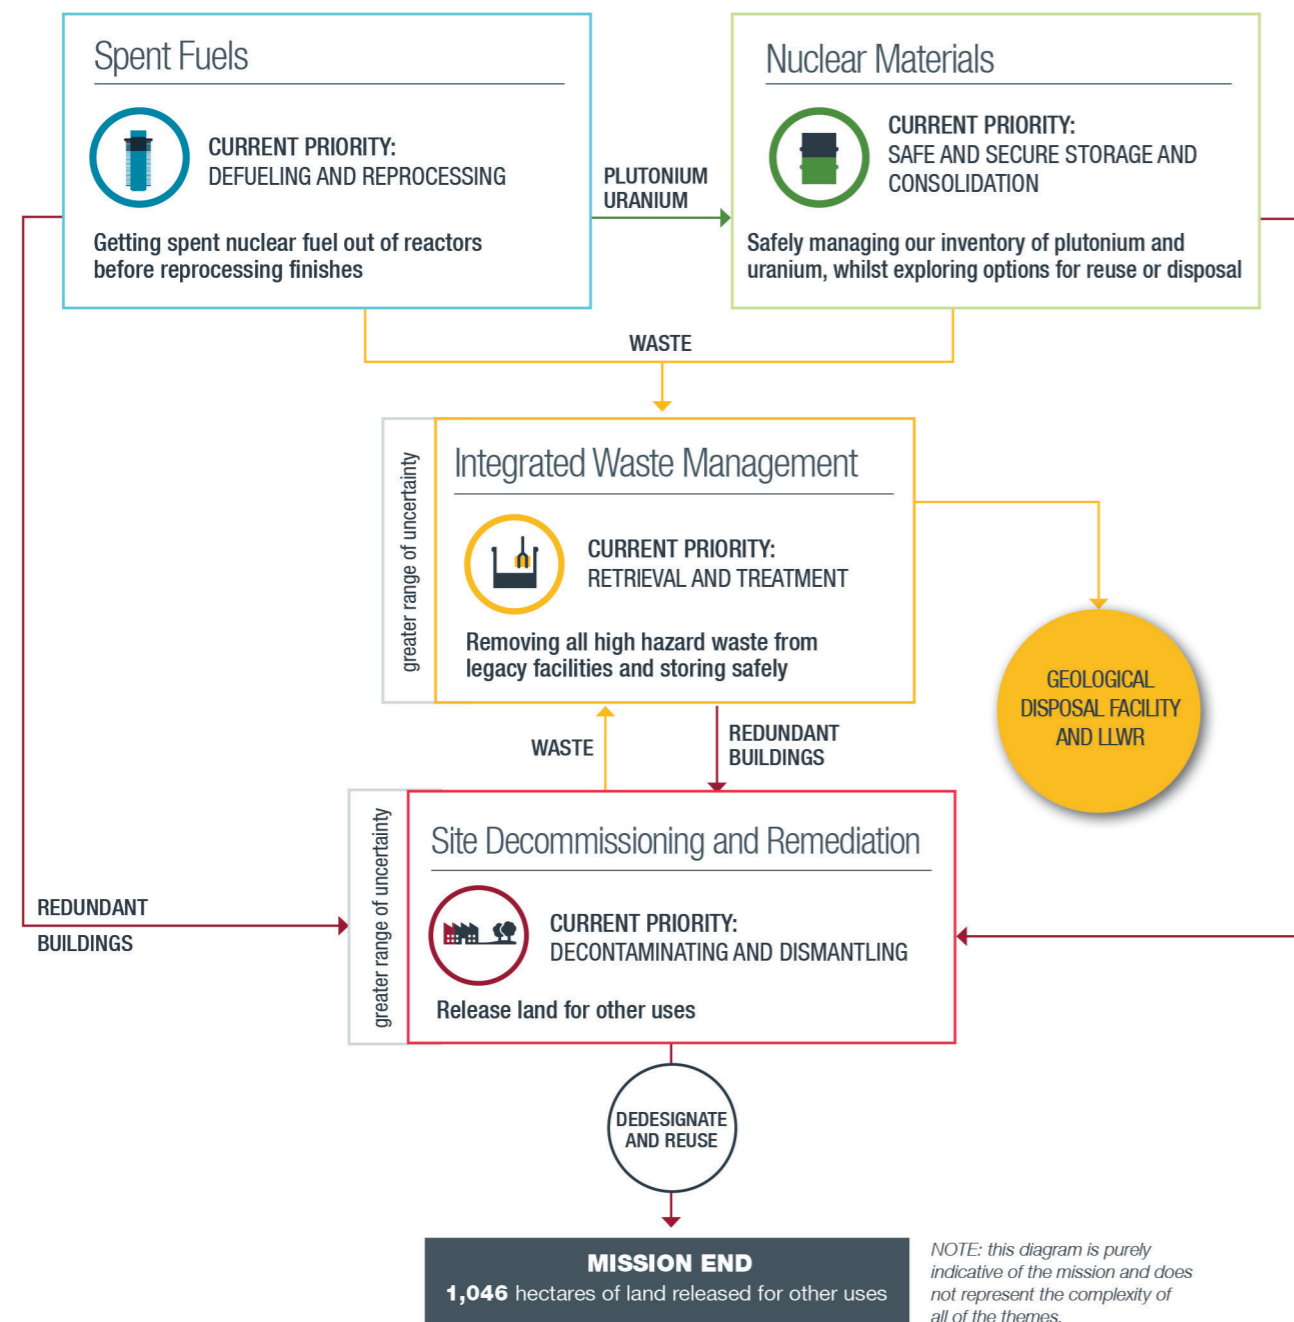 Spent Fuels
CURRENT PRIORITY:
DEFUELING AND REPROCESSING
Getting spent nuclear fuel out of reactors
before reprocessing finishes
PLUTONIUM
URANIUM
Nuclear Materials
CURRENT PRIORITY:
SAFE AND SECURE STORAGE AND
CONSOLIDATION
Safely managing our inventory of plutonium and
uranium, whilst exploring options for reuse or disposal
WASTE
greater range of uncertainty
Integrated Waste Management
CURRENT PRIORITY:
RETRIEVAL AND TREATMENT
Removing all high hazard waste from
legacy facilities and storing safely
GEOLOGICAL
DISPOSAL FACILITY
AND LLWR
WASTE
REDUNDANT
BUILDINGS
REDUNDANT
BUILDINGS
greater range of uncertainty
Site Decommissioning and Remediation
CURRENT PRIORITY:
DECONTAMINATING AND DISMANTLING
Release land for other uses
DEDESIGNATE
AND REUSE
MISSION END
1,046 hectares of land released for other uses
NOTE: this diagram is purely
indicative of the mission and does
not represent the complexity of
all of the themes.